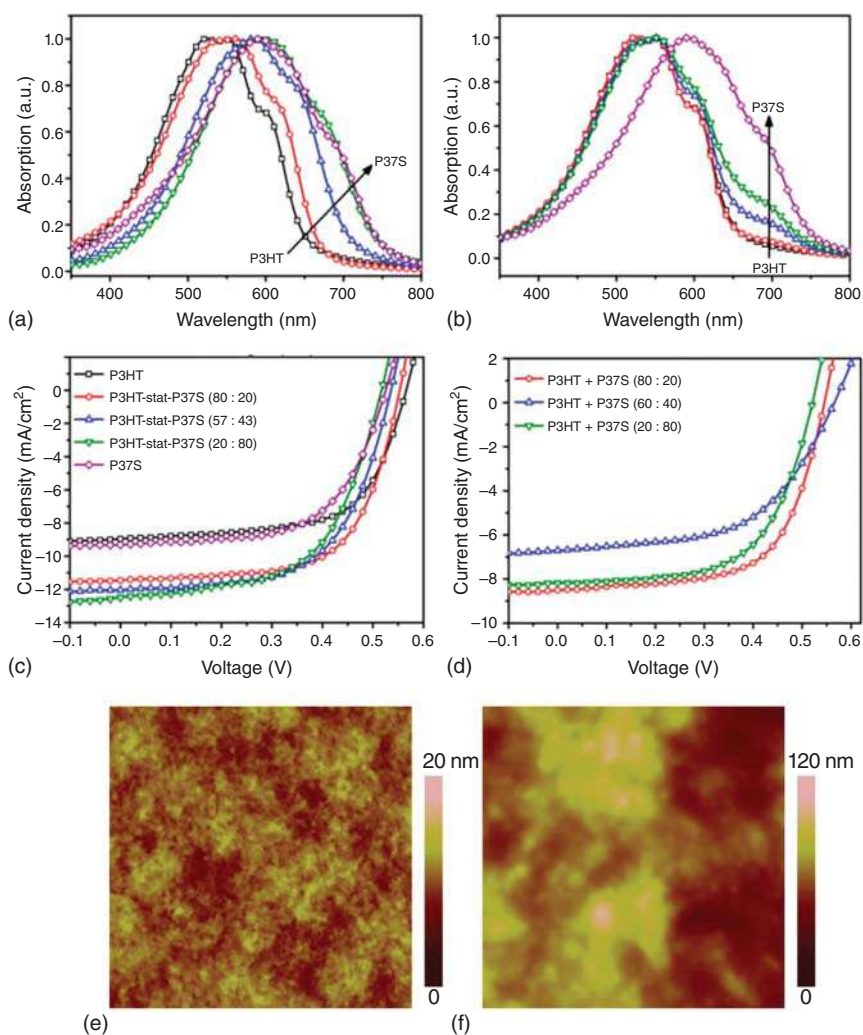 1.0
0.8
0.6
0.4
0.2
0.0
Absorption (a.u.)
P37S
P3HT
400 500 600 700 800
Wavelength (nm)
(a)
1.0
0.8
0.6
0.4
0.2
0.0
Absorption (a.u.)
P37S
P3HT
400 500 600 700 800
Wavelength (nm)
(b)
0
−2
−4
−6
−8
−10
−12
−14
Current density (mA/cm²)
P3HT
P3HT-stat-P37S (80 : 20)
P3HT-stat-P37S (57 : 43)
P3HT-stat-P37S (20 : 80)
P37S
−0.1 0.0 0.1 0.2 0.3 0.4 0.5 0.6
Voltage (V)
(c)
2
0
−2
−4
−6
−8
−10
Current density (mA/cm²)
P3HT + P37S (80 : 20)
P3HT + P37S (60 : 40)
P3HT + P37S (20 : 80)
−0.1 0.0 0.1 0.2 0.3 0.4 0.5 0.6
Voltage (V)
(d)
20 nm
0
(e)
120 nm
0
(f)